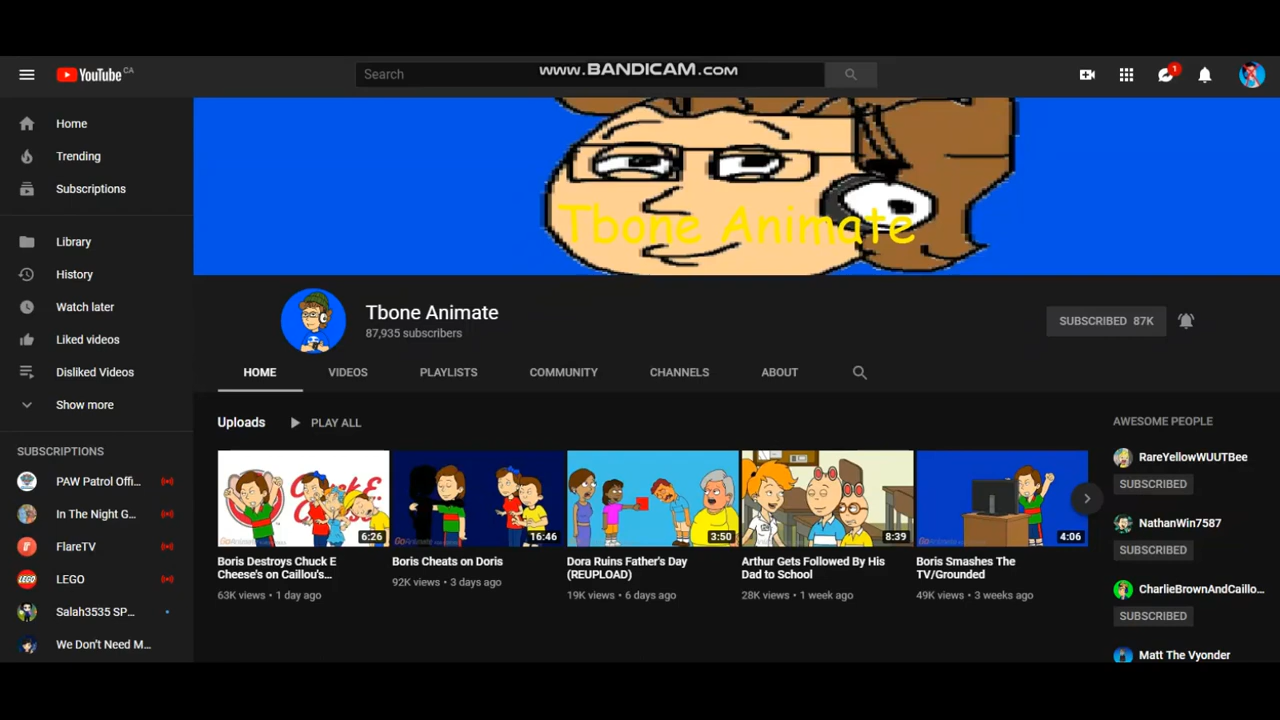 YouTube CA
Search
www.BANDICAM.com
1
Home
Trending
Subscriptions
Library
History
Watch later
Liked videos
Disliked Videos
Show more
SUBSCRIPTIONS
PAW Patrol Offi...
In The Night G...
FlareTV
LEGO
Salah3535 SP...
We Don't Need M...
Tbone Animate
Tbone Animate
87,935 subscribers
SUBSCRIBED 87K
HOME VIDEOS PLAYLISTS COMMUNITY CHANNELS ABOUT
Uploads PLAY ALL
6:26
Boris Destroys Chuck E
Cheese's on Caillou's...
63K views • 1 day ago
16:46
Boris Cheats on Doris
92K views • 3 days ago
3:50
Dora Ruins Father's Day
(REUPLOAD)
19K views • 6 days ago
8:39
Arthur Gets Followed By His
Dad to School
28K views • 1 week ago
4:06
Boris Smashes The
TV/Grounded
49K views • 3 weeks ago
AWESOME PEOPLE
RareYellowWUUTBee
SUBSCRIBED
NathanWin7587
SUBSCRIBED
CharlieBrownAndCaillo...
SUBSCRIBED
Matt The Vyonder